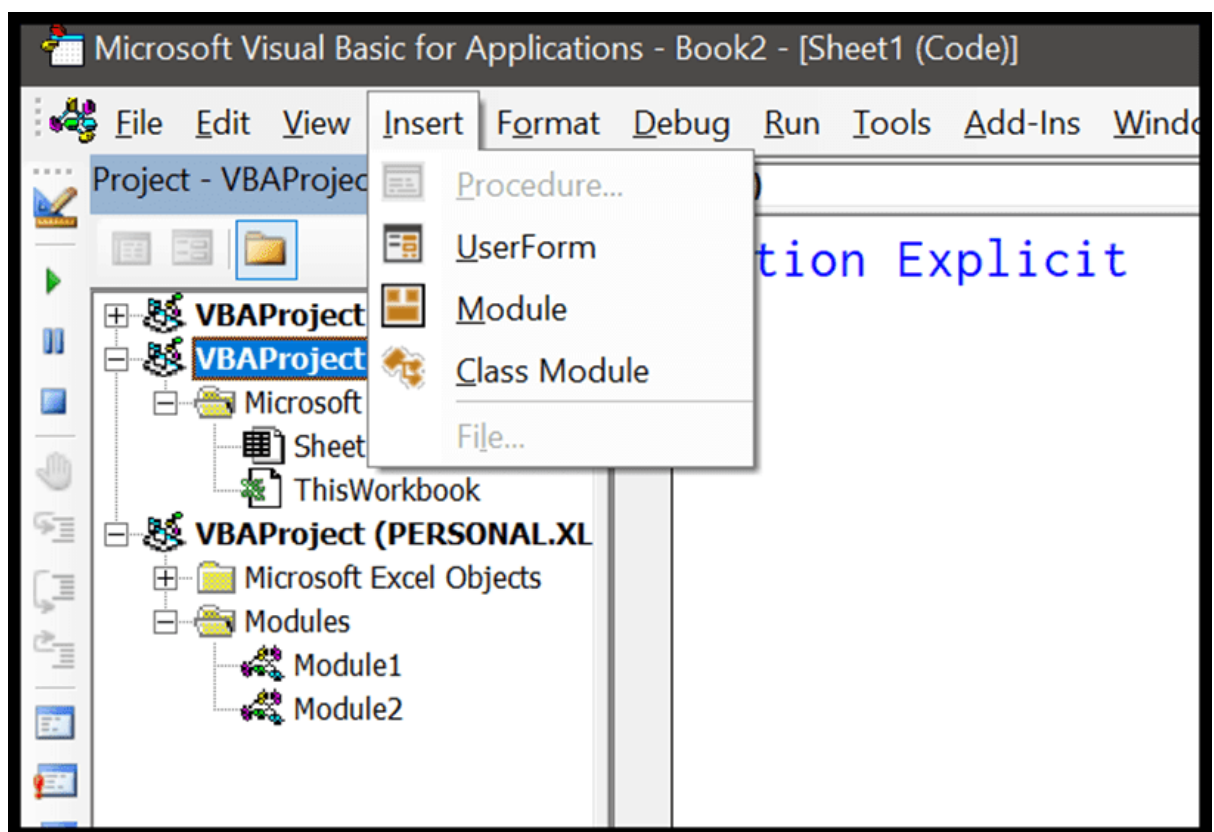 Microsoft Visual Basic for Applications - Book2 - [Sheet1 (Code)]
File Edit View Insert Format Debug Run Tools Add-Ins
Project -
Procedure...
)
UserForm
Explicit
Module
Class Module
File...
VBAProject
VBAProject
Microsoft
Sheet
ThisWorkbook
VBAProject (PERSONAL.XL
Microsoft Excel Objects
Modules
Module1
Module2